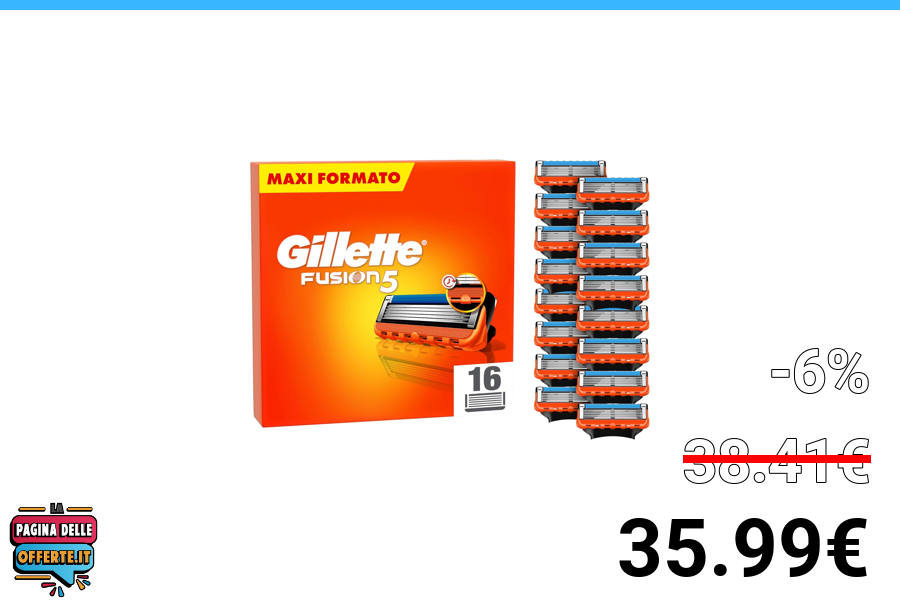 MAXI FORMATO
Gillette®
FUSION5
16
-6%
38.41€
35.99€
LA
PAGINA DELLE
OFFERTE.IT